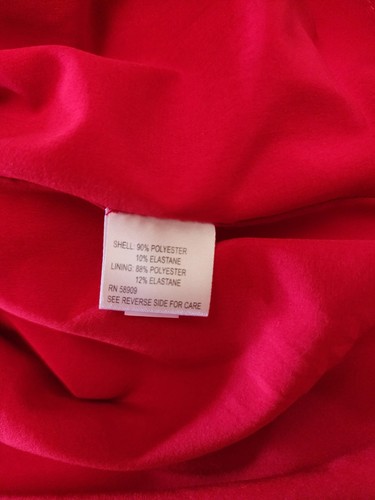 SHELL: 90% POLYESTER
10% ELASTANE
LINING: 88% POLYESTER
12% ELASTANE
RN 58909
SEE REVERSE SIDE FOR CARE